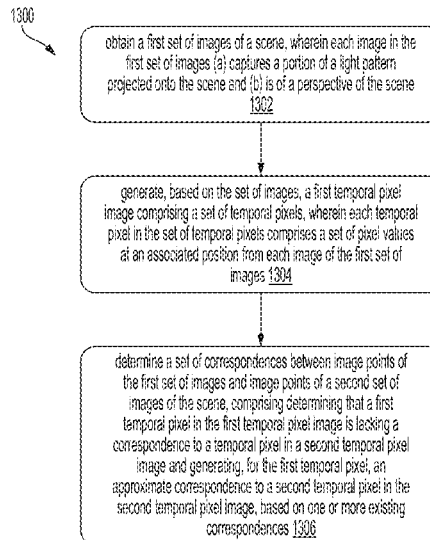 1300
obtain a first set of images of a scene, wherein each image in the
first set of images (a) captures a portion of a light pattern
projected onto the scene and (b) is of a perspective of the scene
1302
generate, based on the set of images, a first temporal pixel
image comprising a set of temporal pixels, wherein each temporal
pixel in the set of temporal pixels comprises a set of pixel values
at an associated position from each image of the first set of
images 1304
determine a set of correspondences between image points of
the first set of images and image points of a second set of
images of the scene, comprising determining that a first
temporal pixel in the first temporal pixel image is lacking a
correspondence to a temporal pixel in a second temporal pixel
image and generating, for the first temporal pixel, an
approximate correspondence to a second temporal pixel in the
second temporal pixel image, based on one or more existing
correspondences 1306